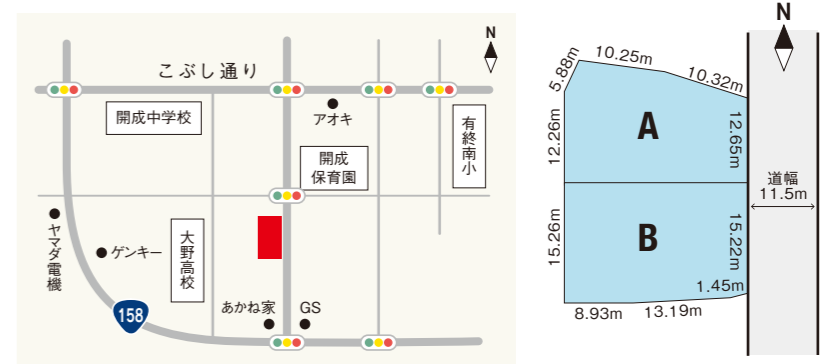 N
こぶし通り
開成中学校
アオキ
有終南小
開成
保育園
ヤマダ電機
ゲンキー
大野高校
あかね家
GS
158
N
5.88m
10.25m
10.32m
12.26m
A
12.65m
道幅
11.5m
15.26m
B
15.22m
1.45m
8.93m
13.19m